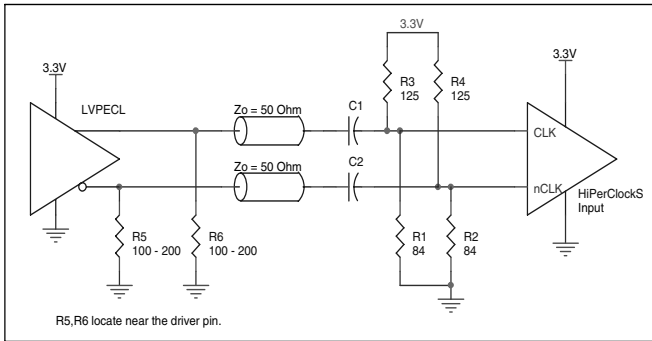 3.3V
3.3V
3.3V
LVPECL
R3
125
R4
125
Zo = 50 Ohm
C1
CLK
Zo = 50 Ohm
C2
nCLK
HiPerClockS
Input
R5
100 - 200
R6
100 - 200
R1
84
R2
84
R5,R6 locate near the driver pin.